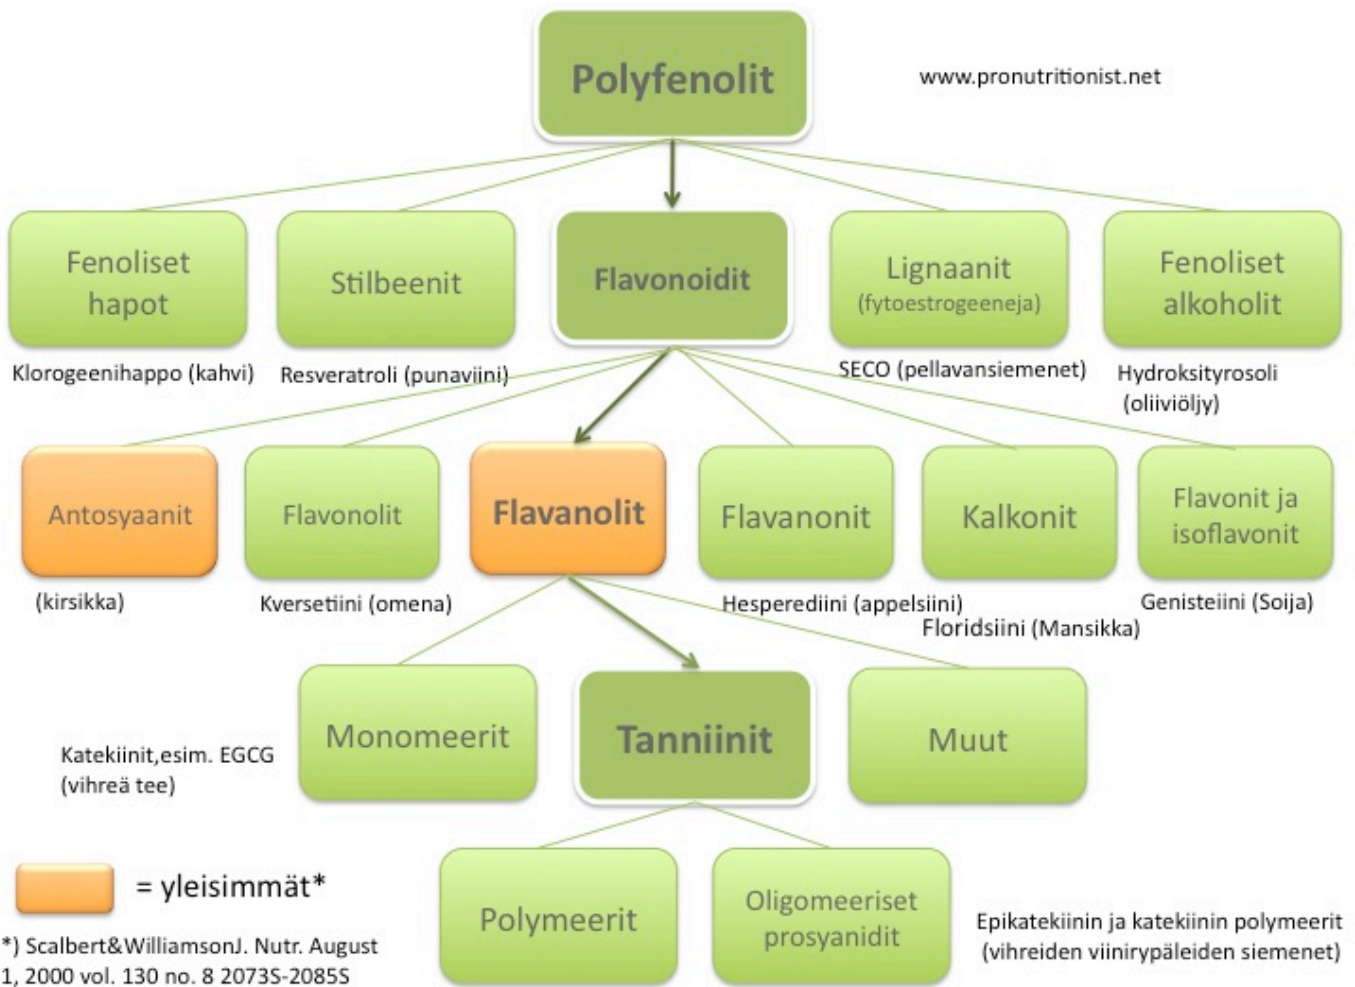 Polyfenolit
www.pronutritionist.net
Fenoliset
hapot
Stilbeenit
Flavonoidit
Lignaanit
(fytoestrogeeneja)
Fenoliset
alkoholit
Klorogeenihappo (kahvi)
Resveratroli (punaviini)
SECO (pellavansiemenet)
Hydroksityrosoli
(oliiviöljy)
Antosyaanit
Flavonolit
Flavanolit
Flavanonit
Kalkonit
Flavonit ja
isoflavonit
(kirsikka)
Kversetiini (omena)
Hesperediini (appelsiini)
Floridsiini (Mansikka)
Genisteiini (Soija)
Monomeerit
Tanniinit
Muut
Katekiinit,esim. EGCG
(vihreä tee)
= yleisimmät*
Polymeerit
Oligomeeriset
prosyanidit
Epikatekiinin ja katekiinin polymeerit
(vihreiden viinirypäleiden siemenet)
*) Scalbert&WilliamsonJ. Nutr. August
1, 2000 vol. 130 no. 8 2073S-2085S